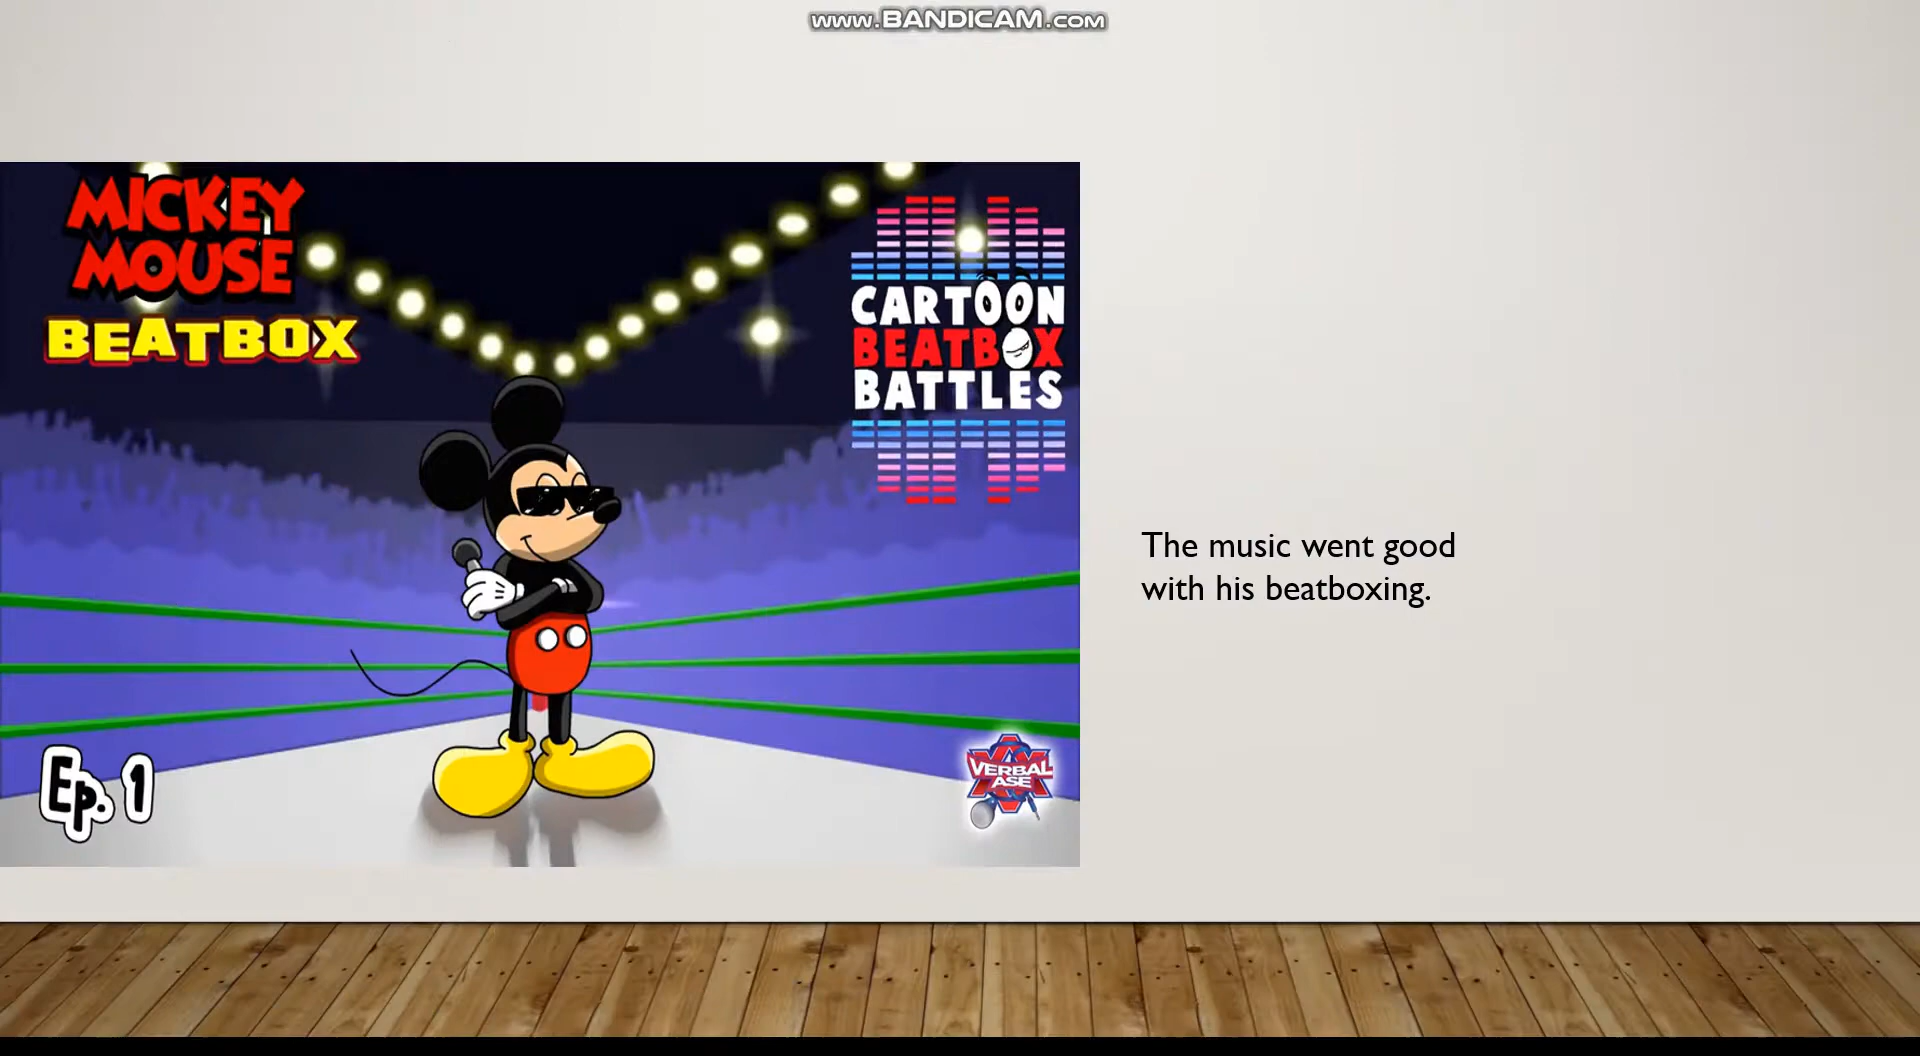 www.BANDICAM.com
MICKEY
MOUSE
BEATBOX
CARTOON
BEATBOX
BATTLES
The music went good
with his beatboxing.
Ep. 1
VERBAL
ASE